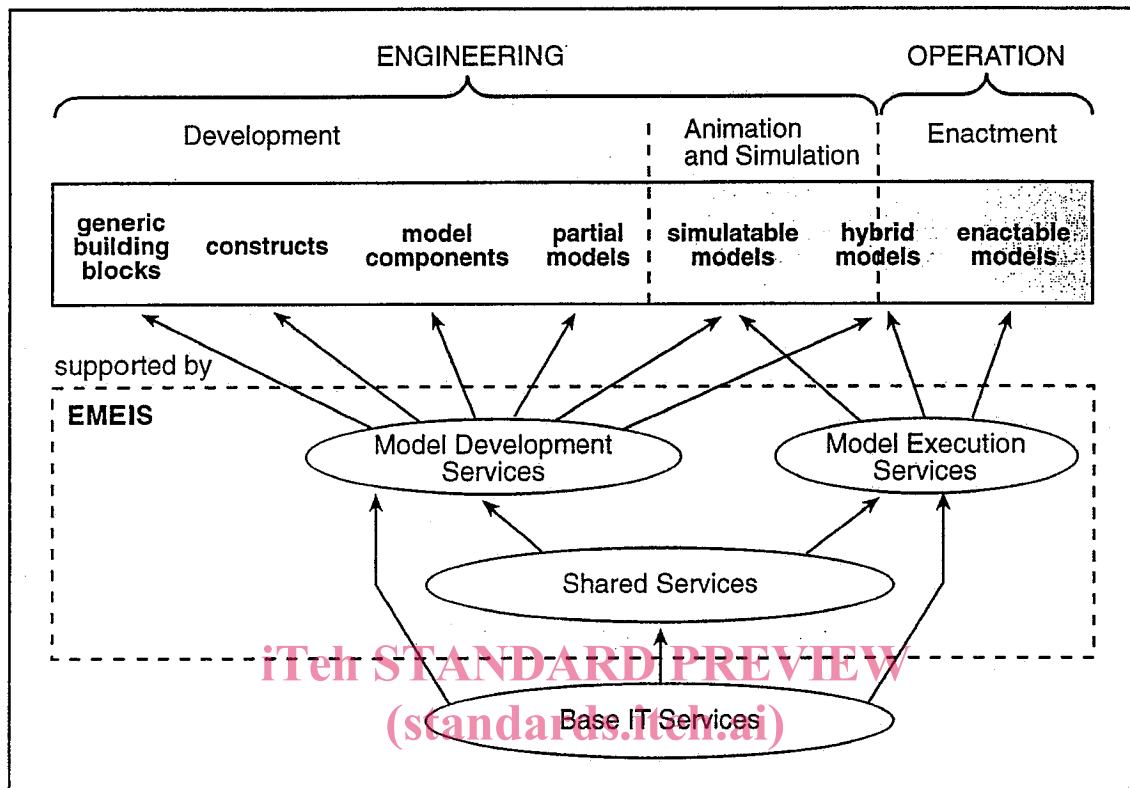 ENGINEERING
OPERATION
Development
Animation
and Simulation
Enactment
generic
building
blocks
constructs
model
components
partial
models
simulatable
models
hybrid
models
enactable
models
supported by
EMEIS
Model Development
Services
Model Execution
Services
Shared Services
iTeh STANDARD PREVIEW
Base IT Services
(standards.iteh.ai)